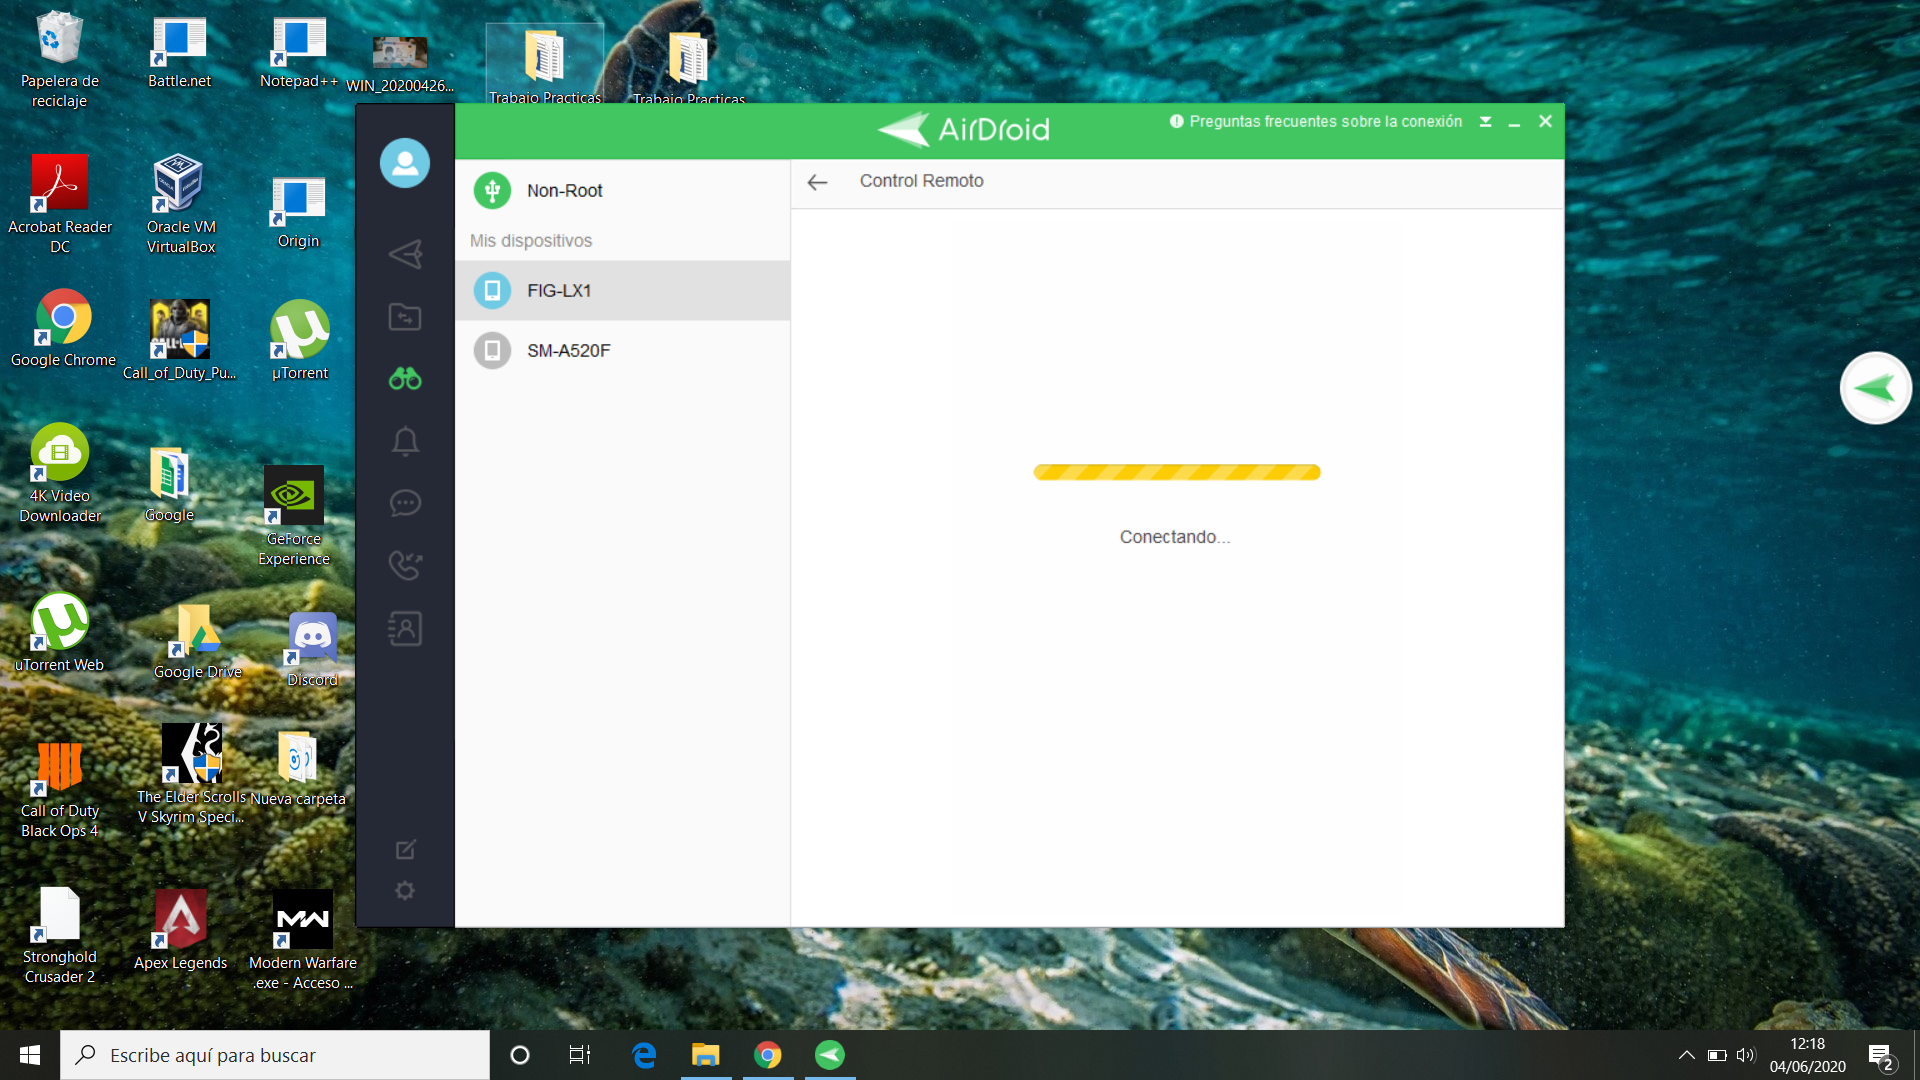 Papelera de
reciclaje
Battle.net
Notepad++
WIN_20200426...
Trabajo Practicas
Trabajo Practicas
Acrobat Reader
DC
Oracle VM
VirtualBox
Origin
Google Chrome
Call_of_Duty_Pu...
µTorrent
4K Video
Downloader
Google
GeForce
Experience
uTorrent Web
Google Drive
Discord
Call of Duty
Black Ops 4
The Elder Scrolls
V Skyrim Speci...
Nueva carpeta
Stronghold
Crusader 2
Apex Legends
MW
Modern Warfare
.exe - Acceso ...
AirDroid
Preguntas frecuentes sobre la conexión
Non-Root
Mis dispositivos
FIG-LX1
SM-A520F
Control Remoto
Conectando...
Escribe aquí para buscar
12:18
04/06/2020
2